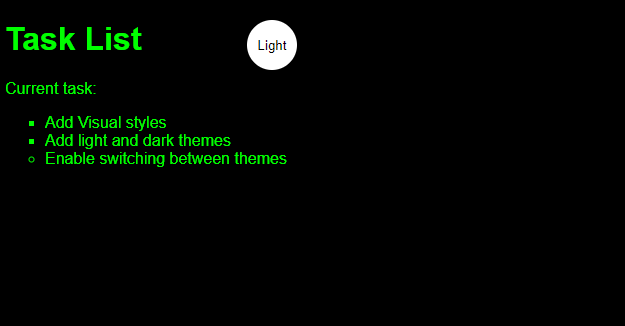 Task List
Light
Current task:
Add Visual styles
Add light and dark themes
Enable switching between themes